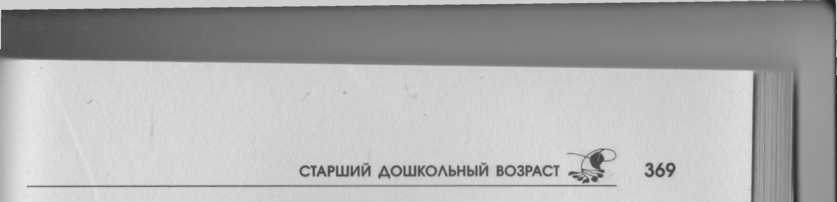 СТАРШИЙ ДОШКОЛЬНЫЙ ВОЗРАСТ 369